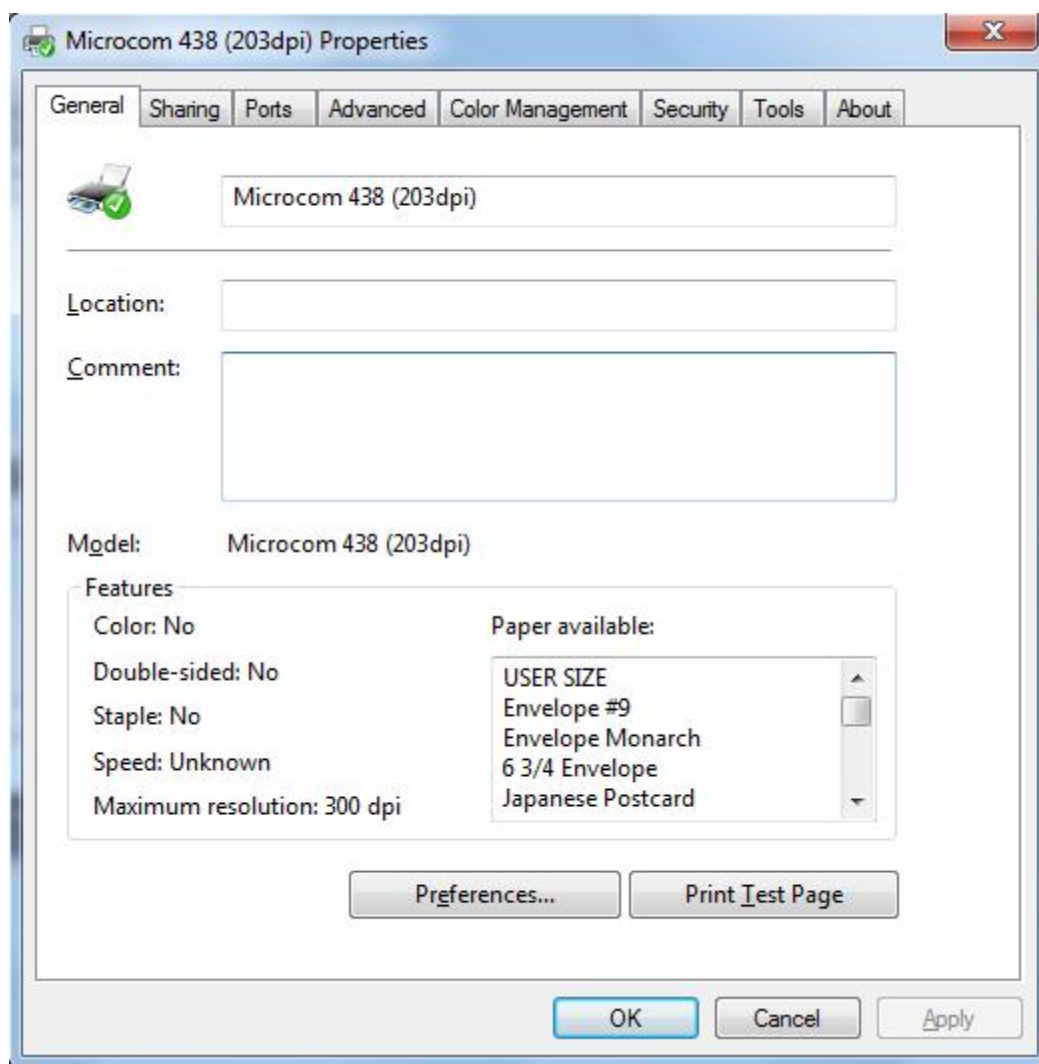 Microcom 438 (203dpi) Properties
X
General Sharing Ports Advanced Color Management Security Tools About
Microcom 438 (203dpi)
Location:
Comment:
Model: Microcom 438 (203dpi)
Features
Color: No
Double-sided: No
Staple: No
Speed: Unknown
Maximum resolution: 300 dpi
Paper available:
USER SIZE
Envelope #9
Envelope Monarch
6 3/4 Envelope
Japanese Postcard
Preferences... Print Test Page
OK Cancel Apply